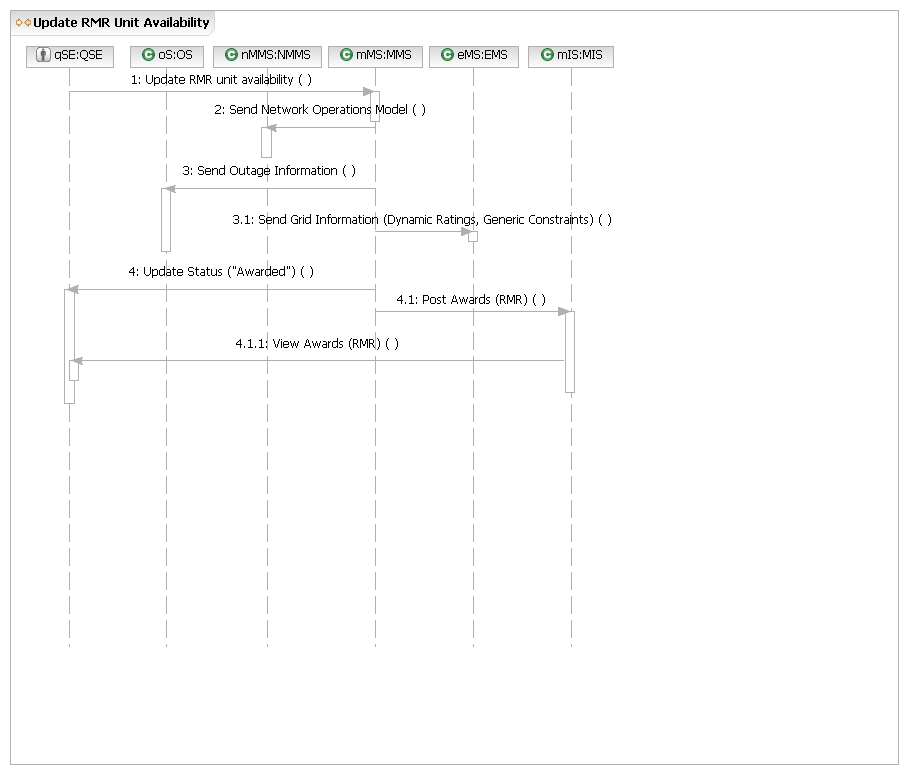 Update RMR Unit Availability
qSE:QSE
oS:OS
nMMS:NMMS
mMS:MMS
eMS:EMS
mIS:MIS
1: Update RMR unit availability ( )
2: Send Network Operations Model ( )
3: Send Outage Information ( )
3.1: Send Grid Information (Dynamic Ratings, Generic Constraints) ( )
4: Update Status ("Awarded") ( )
4.1: Post Awards (RMR) ( )
4.1.1: View Awards (RMR) ( )